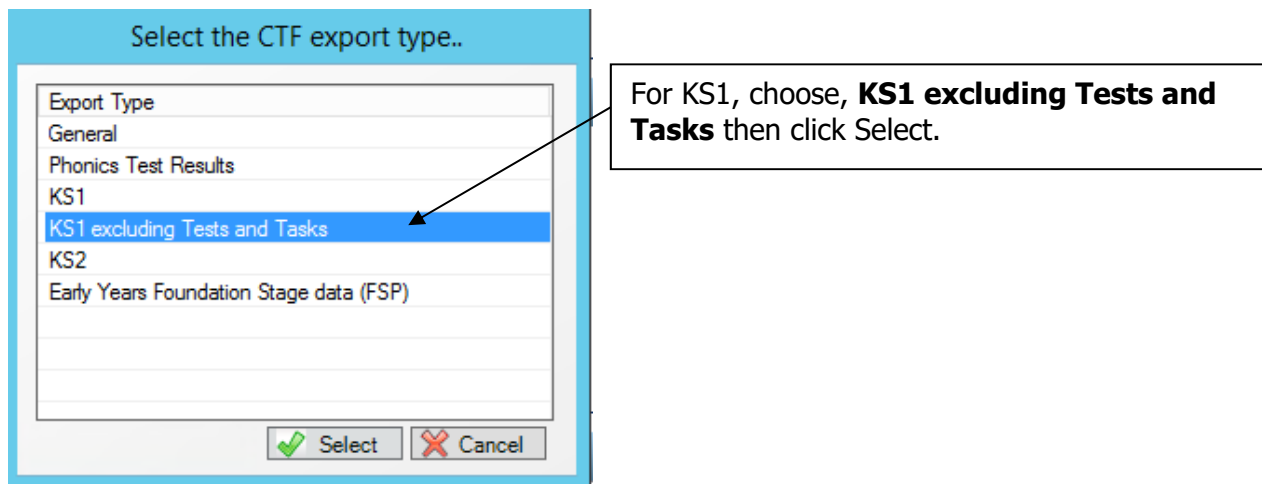 Select the CTF export type..
Export Type
General
Phonics Test Results
KS1
KS1 excluding Tests and Tasks
KS2
Early Years Foundation Stage data (FSP)
Select
Cancel
For KS1, choose, KS1 excluding Tests and
Tasks then click Select.